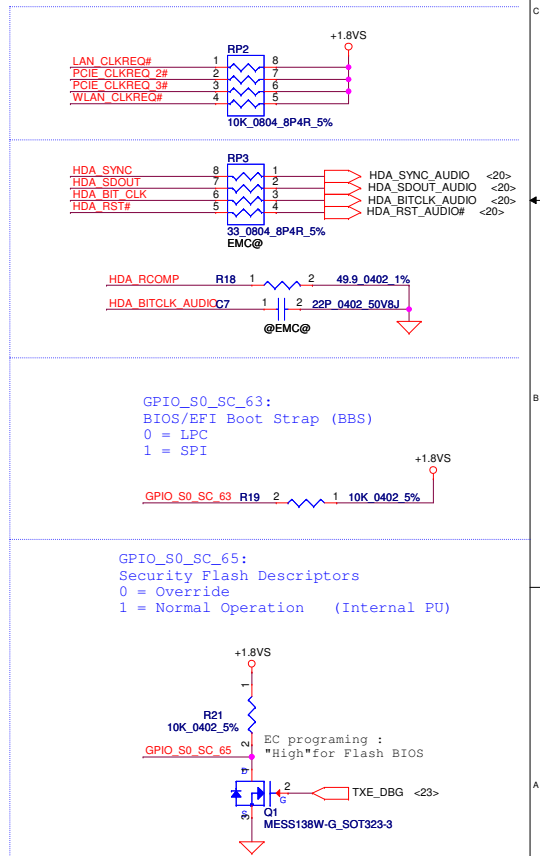 C
+1.8VS
RP2
LAN_CLKREQ# 1 8
PCIE_CLKREQ_2# 2 7
PCIE_CLKREQ_3# 3 6
WLAN_CLKREQ# 4 5
10K_0804_8P4R_5%
RP3
HDA_SYNC 8 1 HDA_SYNC_AUDIO <20>
HDA_SDOUT 7 2 HDA_SDOUT_AUDIO <20>
HDA_BIT_CLK 6 3 HDA_BITCLK_AUDIO <20>
HDA_RST# 5 4 HDA_RST_AUDIO# <20>
33_0804_8P4R_5%
EMC@
HDA_RCOMP R18 1 2 49.9_0402_1%
HDA_BITCLK_AUDIO C7 1 2 22P_0402_50V8J
@EMC@
B
GPIO_S0_SC_63:
BIOS/EFI Boot Strap (BBS)
0 = LPC
1 = SPI
+1.8VS
GPIO_S0_SC_63 R19 2 1 10K_0402_5%
GPIO_S0_SC_65:
Security Flash Descriptors
0 = Override
1 = Normal Operation (Internal PU)
+1.8VS
1
R21
10K_0402_5%
2
EC programing :
"High"for Flash BIOS
GPIO_S0_SC_65
1
D
A
2 TXE_DBG <23>
G
S
3
Q1
MESS138W-G_SOT323-3